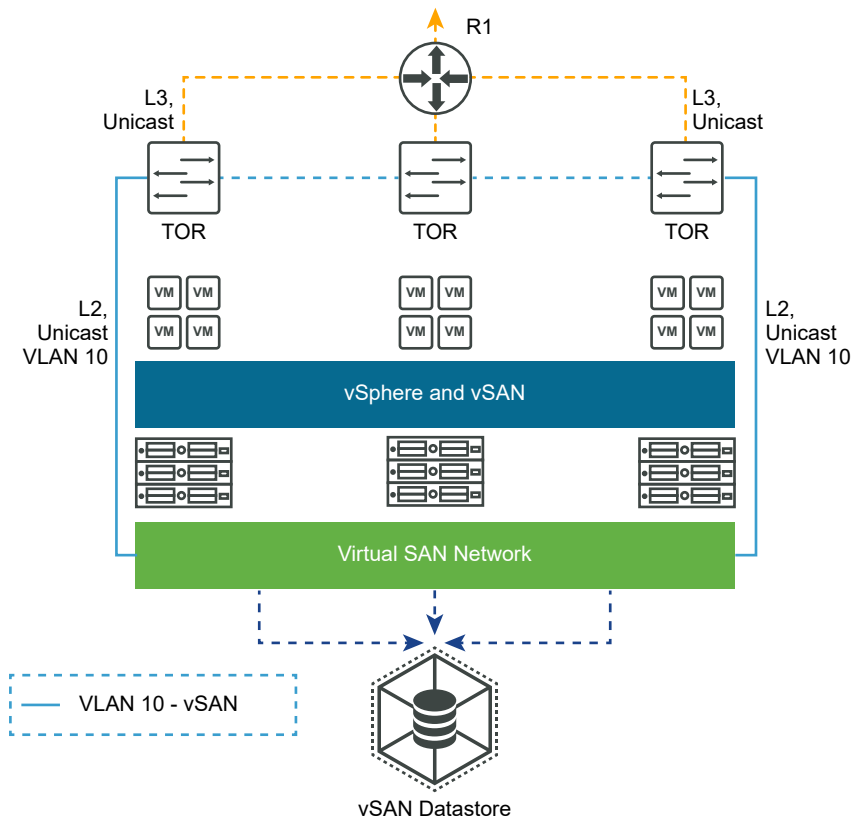 R1
L3,
Unicast
L3,
Unicast
TOR
TOR
TOR
VM VM
VM VM
VM VM
VM VM
VM VM
VM VM
L2,
Unicast
VLAN 10
L2,
Unicast
VLAN 10
vSphere and vSAN
Virtual SAN Network
VLAN 10 - vSAN
vSAN Datastore